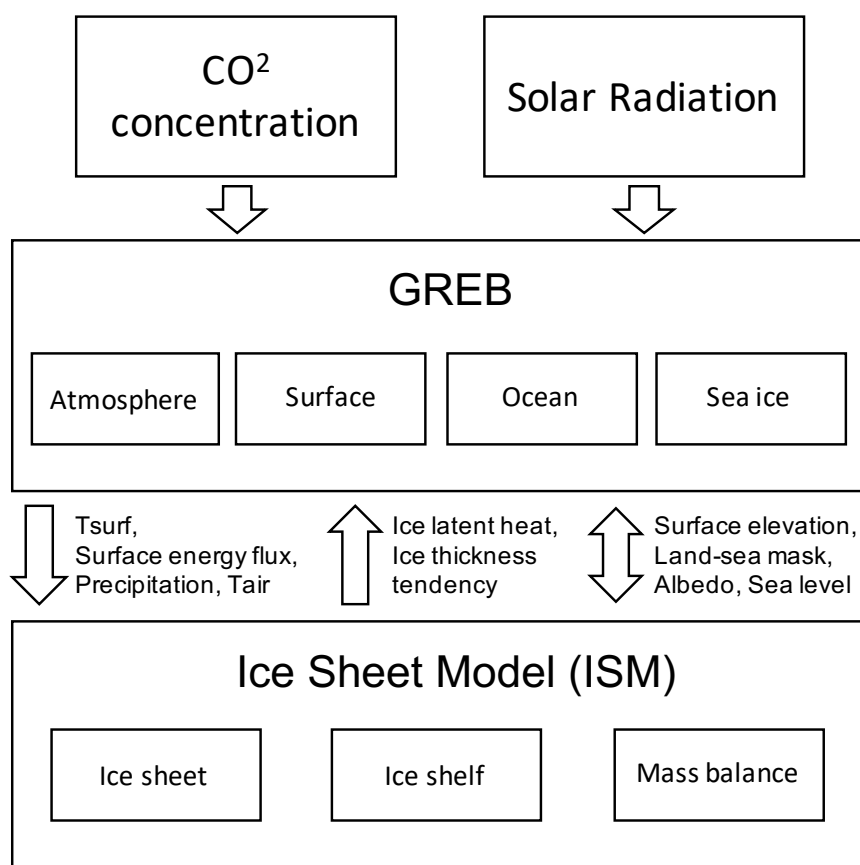 CO²
concentration
Solar Radiation
GREB
Atmosphere
Surface
Ocean
Sea ice
Tsurf,
Surface energy flux,
Precipitation, Tair
Ice latent heat,
Ice thickness
tendency
Surface elevation,
Land-sea mask,
Albedo, Sea level
Ice Sheet Model (ISM)
Ice sheet
Ice shelf
Mass balance